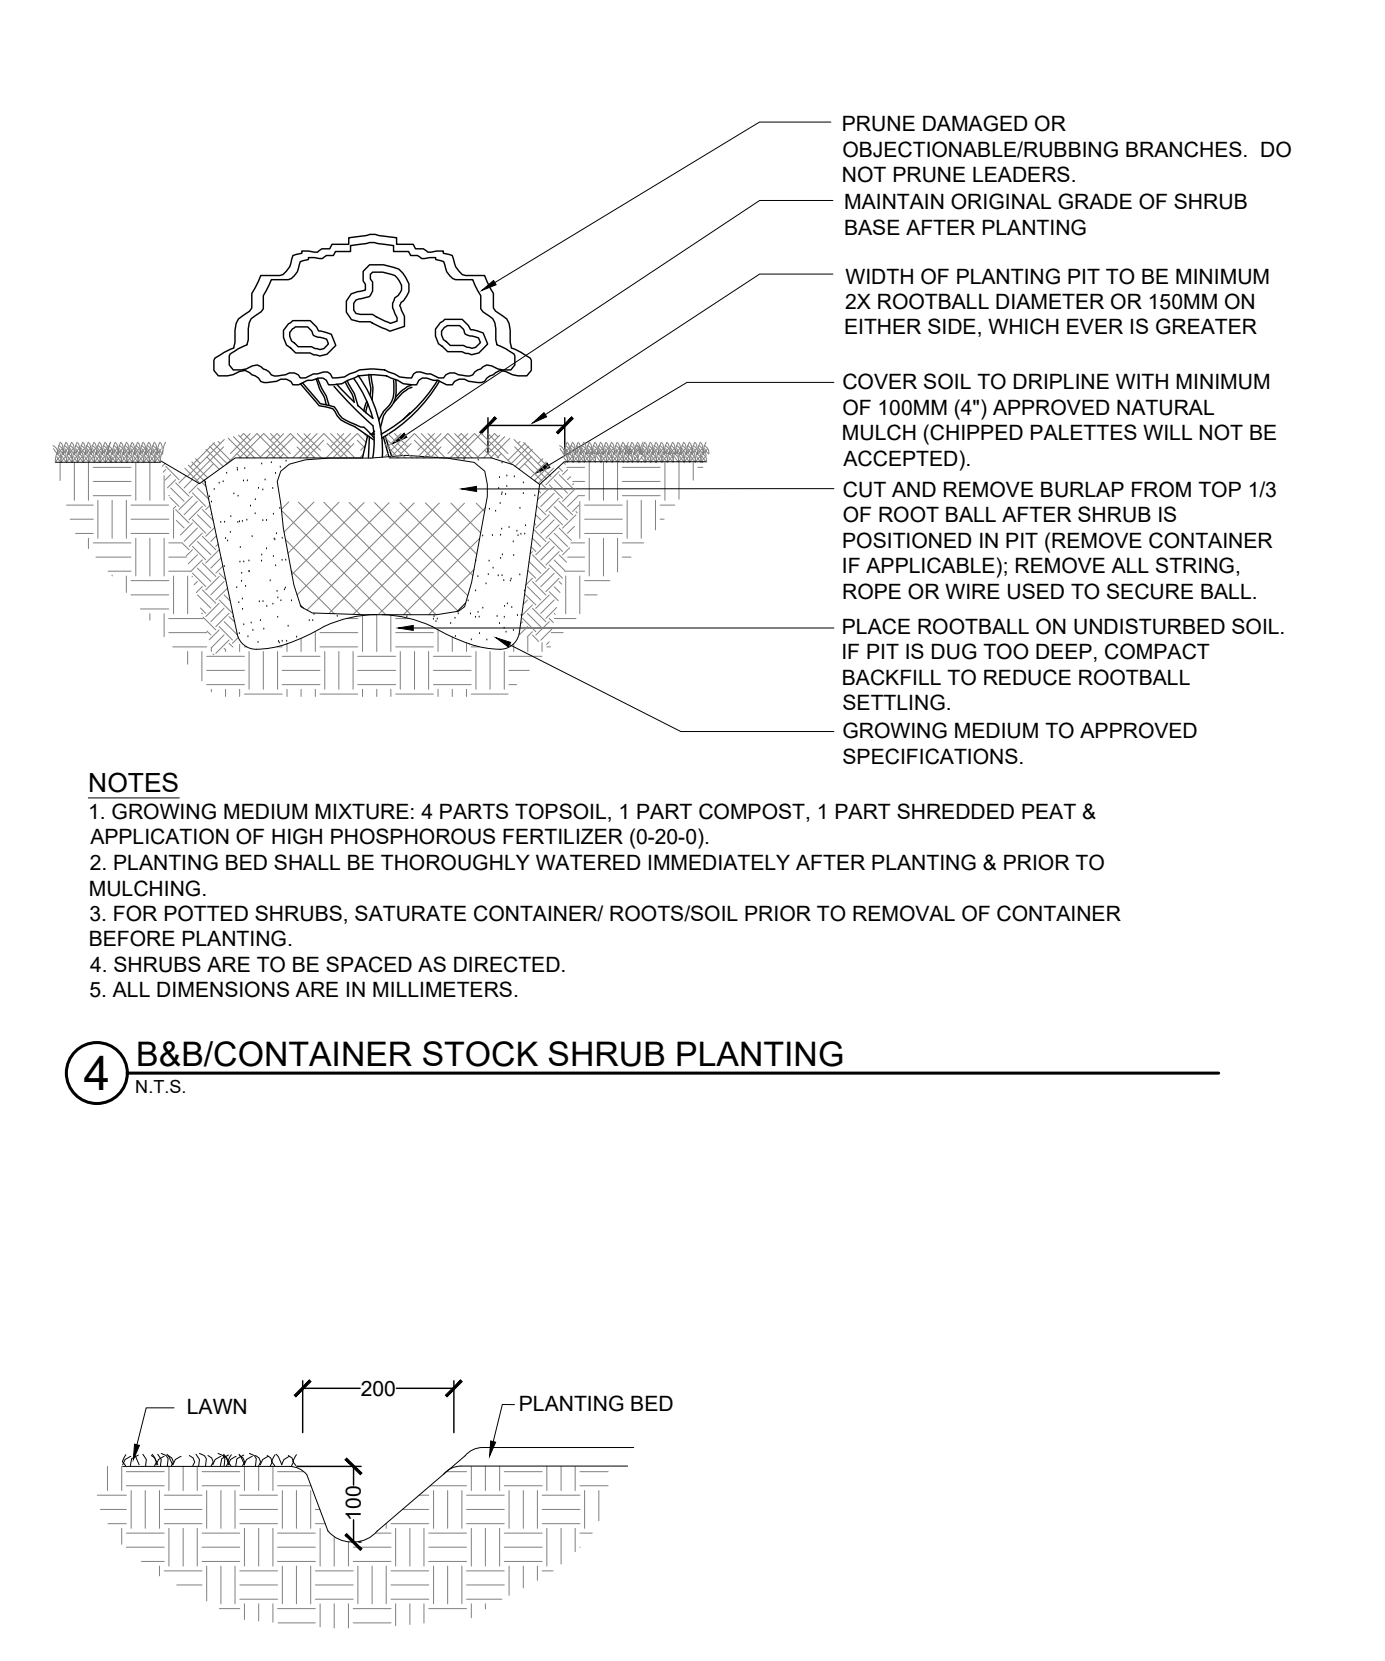 PRUNE DAMAGED OR
OBJECTIONABLE/RUBBING BRANCHES.  DO
NOT PRUNE LEADERS.
MAINTAIN ORIGINAL GRADE OF SHRUB
BASE AFTER PLANTING
WIDTH OF PLANTING PIT TO BE MINIMUM
2X ROOTBALL DIAMETER OR 150MM ON
EITHER SIDE, WHICH EVER IS GREATER
COVER SOIL TO DRIPLINE WITH MINIMUM
OF 100MM (4") APPROVED NATURAL
MULCH (CHIPPED PALETTES WILL NOT BE
ACCEPTED).
CUT AND REMOVE BURLAP FROM TOP 1/3
OF ROOT BALL AFTER SHRUB IS
POSITIONED IN PIT (REMOVE CONTAINER
IF APPLICABLE); REMOVE ALL STRING,
ROPE OR WIRE USED TO SECURE BALL.
PLACE ROOTBALL ON UNDISTURBED SOIL.
IF PIT IS DUG TOO DEEP, COMPACT
BACKFILL TO REDUCE ROOTBALL
SETTLING.
GROWING MEDIUM TO APPROVED
SPECIFICATIONS.
NOTES
1. GROWING MEDIUM MIXTURE: 4 PARTS TOPSOIL, 1 PART COMPOST, 1 PART SHREDDED PEAT &
APPLICATION OF HIGH PHOSPHOROUS FERTILIZER (0-20-0).
2. PLANTING BED SHALL BE THOROUGHLY WATERED IMMEDIATELY AFTER PLANTING & PRIOR TO
MULCHING.
3. FOR POTTED SHRUBS, SATURATE CONTAINER/ ROOTS/SOIL PRIOR TO REMOVAL OF CONTAINER
BEFORE PLANTING.
4. SHRUBS ARE TO BE SPACED AS DIRECTED.
5. ALL DIMENSIONS ARE IN MILLIMETERS.
4 B&B/CONTAINER STOCK SHRUB PLANTING
N.T.S.
200
LAWN
PLANTING BED
100